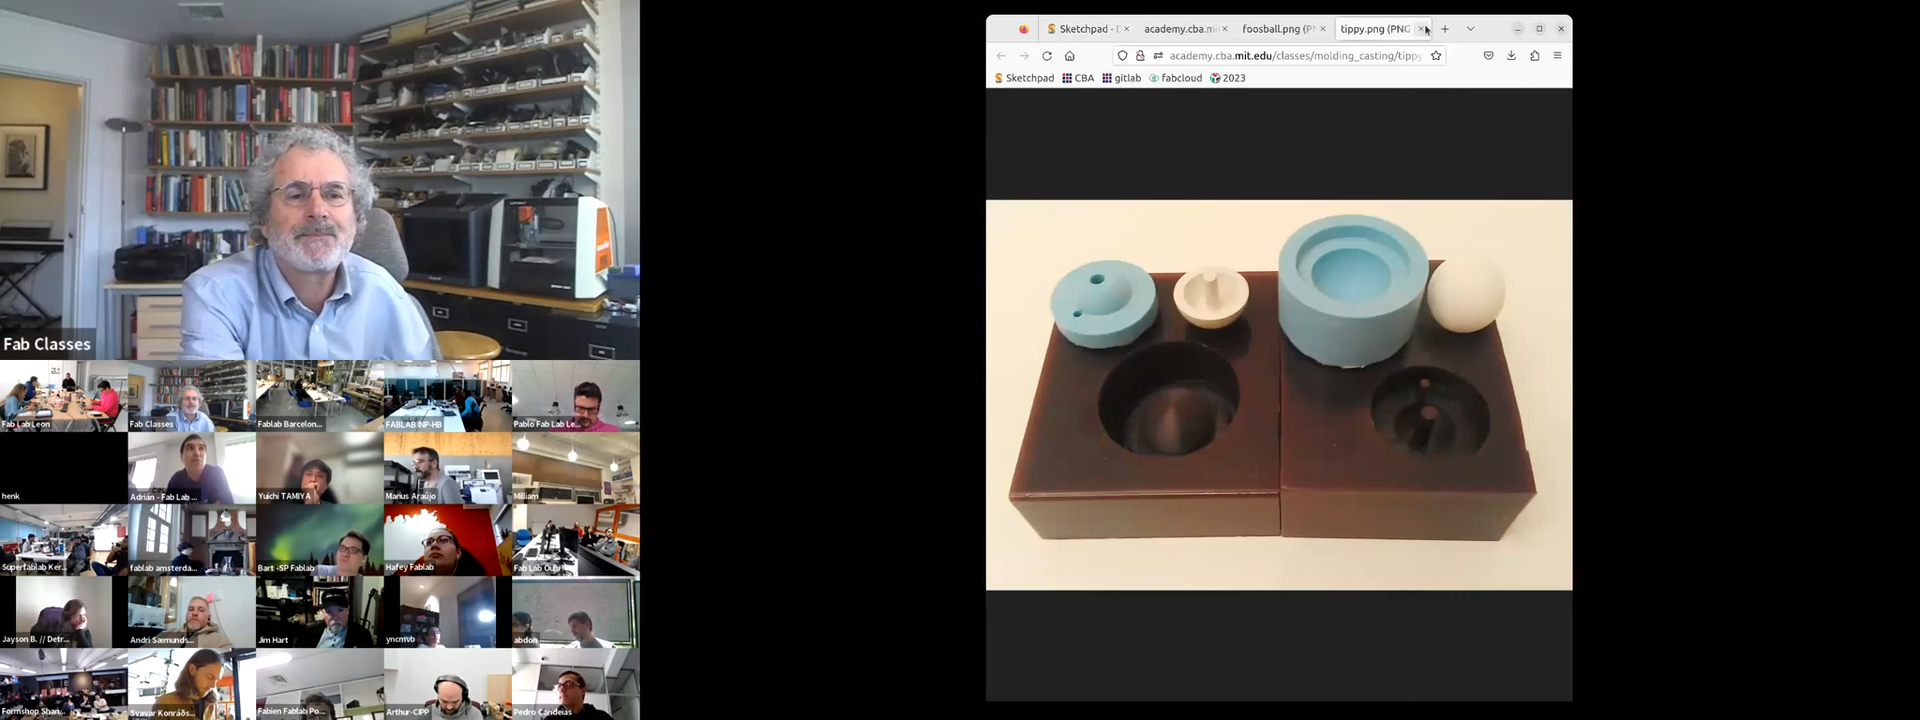 Fab Classes
Fab Lab Leon
Fab Classes
Fablab Barcelon...
FABLAB INP-HB
Pablo Fab Lab Le...
henk
Adrián - Fab Lab ...
Yuichi TAMIYA
Marius Araújo
Miliam
Superfablab Ker...
fablab amsterda...
Bart -SP Fablab
Hafey Fablab
Fab Lab Oulu
Jayson B. // Detr...
Andri Sæmunds...
Jim Hart
yncmvb
abdon
Formshop Shan...
Svavar Konráðs...
Fabien Fablab Po...
Arthur-CIPP
Pedro Candeias
Sketchpad - D
academy.cba.mi
foosball.png (P
tippy.png (PNG
academy.cba.mit.edu/classes/molding_casting/tippy
Sketchpad CBA gitlab fabcloud 2023